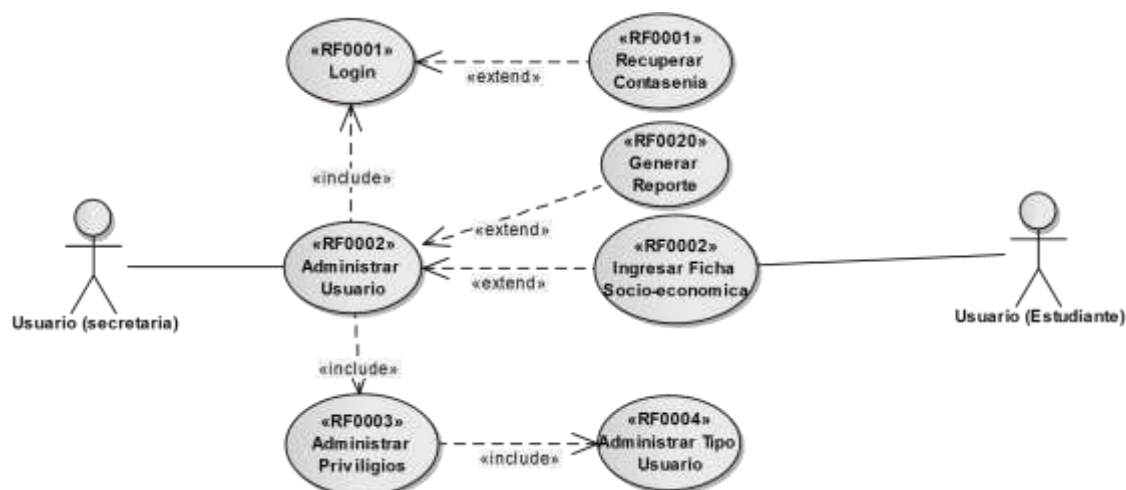 «RF0001»
Login
«extend»
«RF0001»
Recuperar
Contasenia
«include»
«RF0020»
Generar
Reporte
«extend»
«RF0002»
Administrar
Usuario
«extend»
«RF0002»
Ingresar Ficha
Socio-economica
Usuario (secretaria)
Usuario (Estudiante)
«include»
«RF0003»
Administrar
Priviligios
«include»
«RF0004»
Administrar Tipo
Usuario